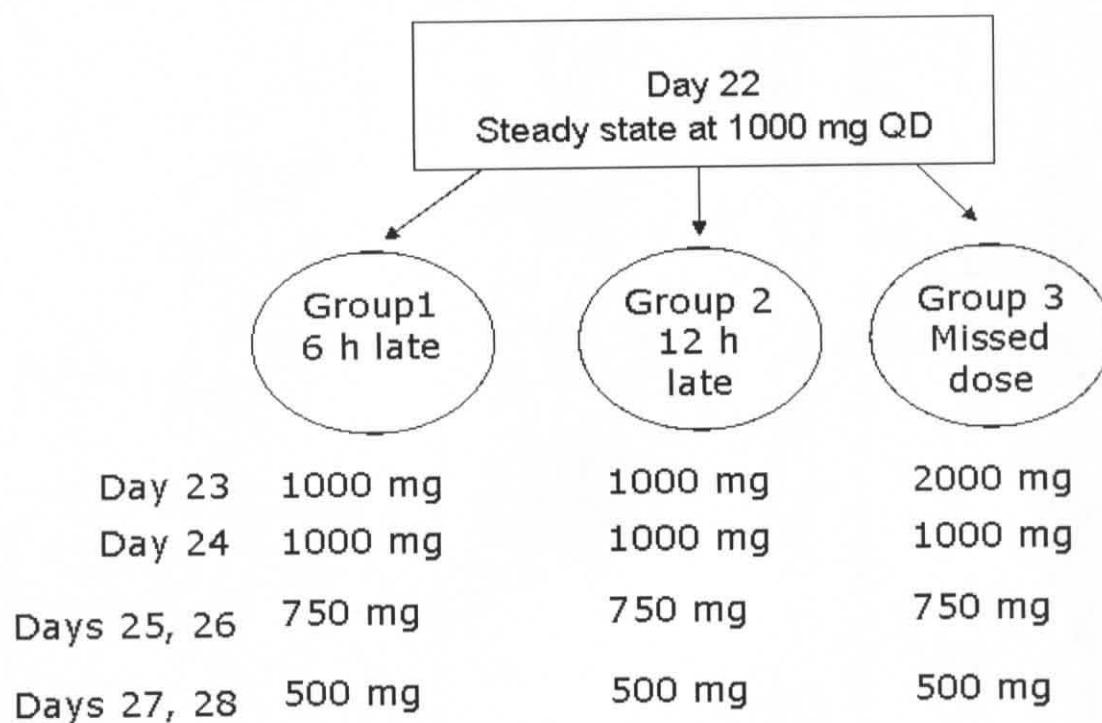 Day 22
Steady state at 1000 mg QD
Group1
6 h late
Group 2
12 h
late
Group 3
Missed
dose
Day 23 1000 mg 1000 mg 2000 mg
Day 24 1000 mg 1000 mg 1000 mg
Days 25, 26 750 mg 750 mg 750 mg
Days 27, 28 500 mg 500 mg 500 mg